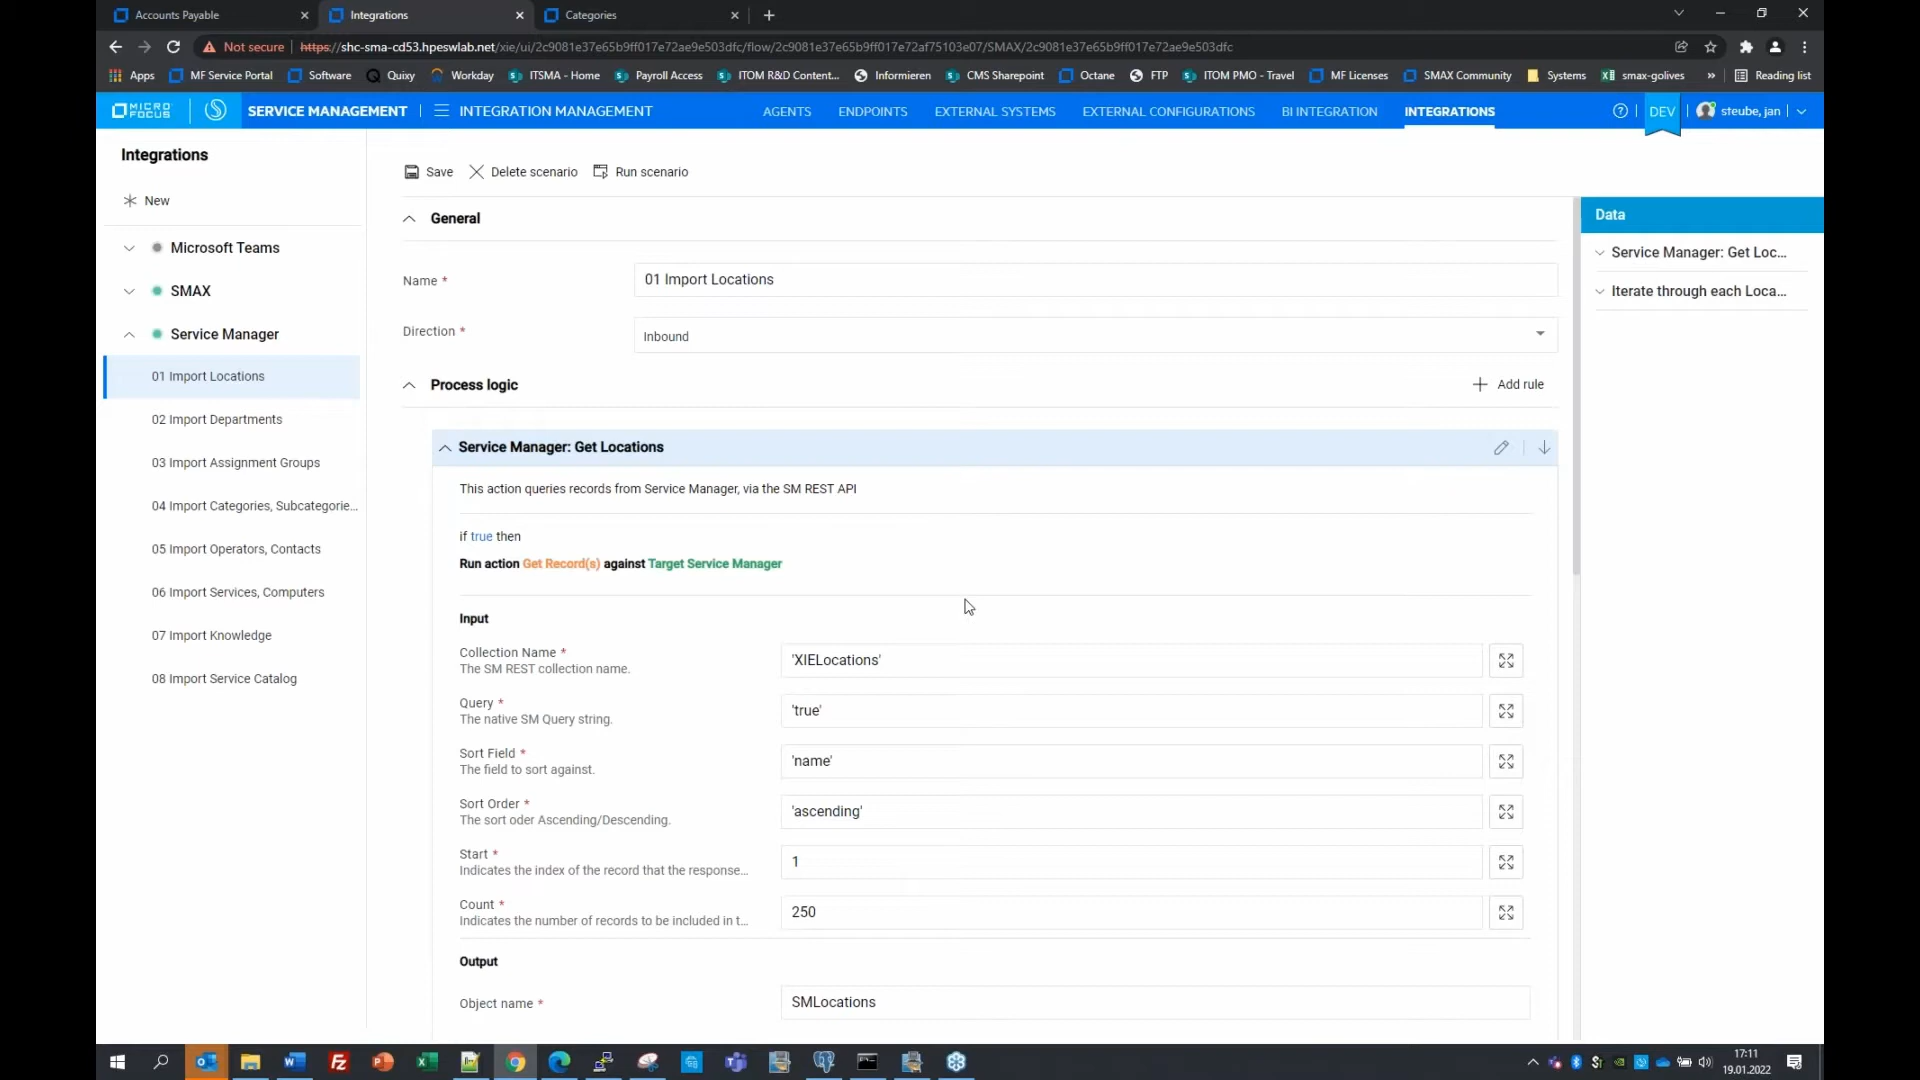 Accounts Payable
Integrations
Categories
Not secure
https://shc-sma-cd53.hpeswlab.net/xie/ui/2c9081e37e65b9ff017e72ae9e503dfc/flow/2c9081e37e65b9ff017e72af75103e07/SMAX/2c9081e37e65b9ff017e72ae9e503dfc
Apps
MF Service Portal
Software
Quixy
Workday
ITSMA - Home
Payroll Access
ITOM R&D Content...
Informieren
CMS Sharepoint
Octane
FTP
ITOM PMO - Travel
MF Licenses
SMAX Community
Systems
smax-golives
»
Reading list
MICRO FOCUS
SERVICE MANAGEMENT
INTEGRATION MANAGEMENT
AGENTS
ENDPOINTS
EXTERNAL SYSTEMS
EXTERNAL CONFIGURATIONS
BI INTEGRATION
INTEGRATIONS
DEV
steube, jan
Integrations
New
Microsoft Teams
SMAX
Service Manager
01 Import Locations
02 Import Departments
03 Import Assignment Groups
04 Import Categories, Subcategorie...
05 Import Operators, Contacts
06 Import Services, Computers
07 Import Knowledge
08 Import Service Catalog
Save
Delete scenario
Run scenario
General
Name *
01 Import Locations
Direction *
Inbound
Process logic
Add rule
Service Manager: Get Locations
This action queries records from Service Manager, via the SM REST API
if true then
Run action Get Record(s) against Target Service Manager
Input
Collection Name *
The SM REST collection name.
'XIELocations'
Query *
The native SM Query string.
'true'
Sort Field *
The field to sort against.
'name'
Sort Order *
The sort oder Ascending/Descending.
'ascending'
Start *
Indicates the index of the record that the response...
1
Count *
Indicates the number of records to be included in t...
250
Output
Object name *
SMLocations
Data
Service Manager: Get Loc...
Iterate through each Loca...
17:11
19.01.2022